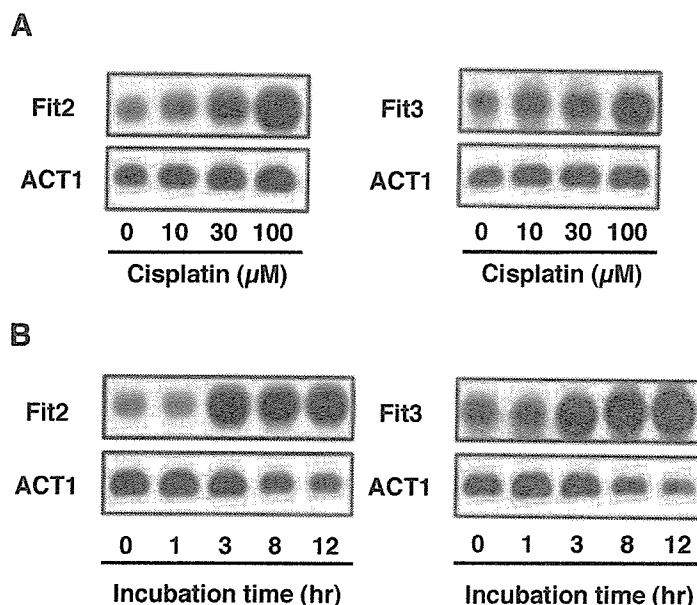 A
Fit2 Fit3
ACT1 ACT1
0 10 30 100 0 10 30 100
Cisplatin (μM) Cisplatin (μM)
B
Fit2 Fit3
ACT1 ACT1
0 1 3 8 12 0 1 3 8 12
Incubation time (hr) Incubation time (hr)